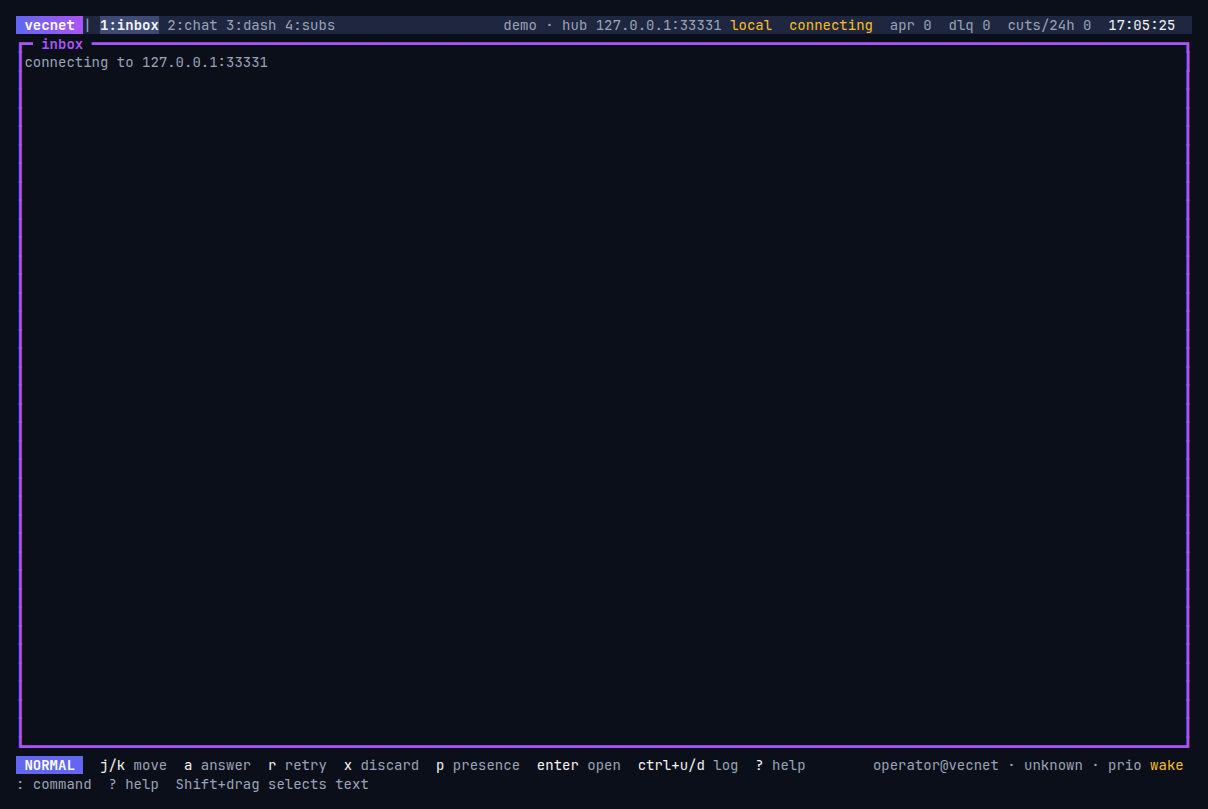 vecnet | 1:inbox 2:chat 3:dash 4:subs demo · hub 127.0.0.1:33331 local connecting apr 0 dlq 0 cuts/24h 0 17:05:25
inbox
connecting to 127.0.0.1:33331
NORMAL j/k move a answer r retry x discard p presence enter open ctrl+u/d log ? help operator@vecnet · unknown · prio wake
: command ? help Shift+drag selects text